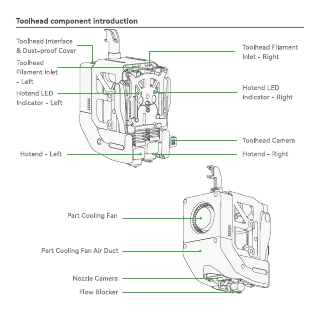 Toolhead component introduction
Toolhead Interface
& Dust-proof Cover
Toolhead
Filament Inlet
- Left
Hotend LED
Indicator - Left
Hotend - Left
Toolhead Filament
Inlet - Right
Hotend LED
Indicator - Right
Toolhead Camera
Hotend - Right
Part Cooling Fan
Part Cooling Fan Air Duct
Nozzle Camera
Flow Blocker